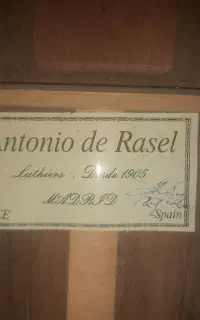 Antonio de Rasel
Luthiers . Desde 1905
MADRID
CE Spain